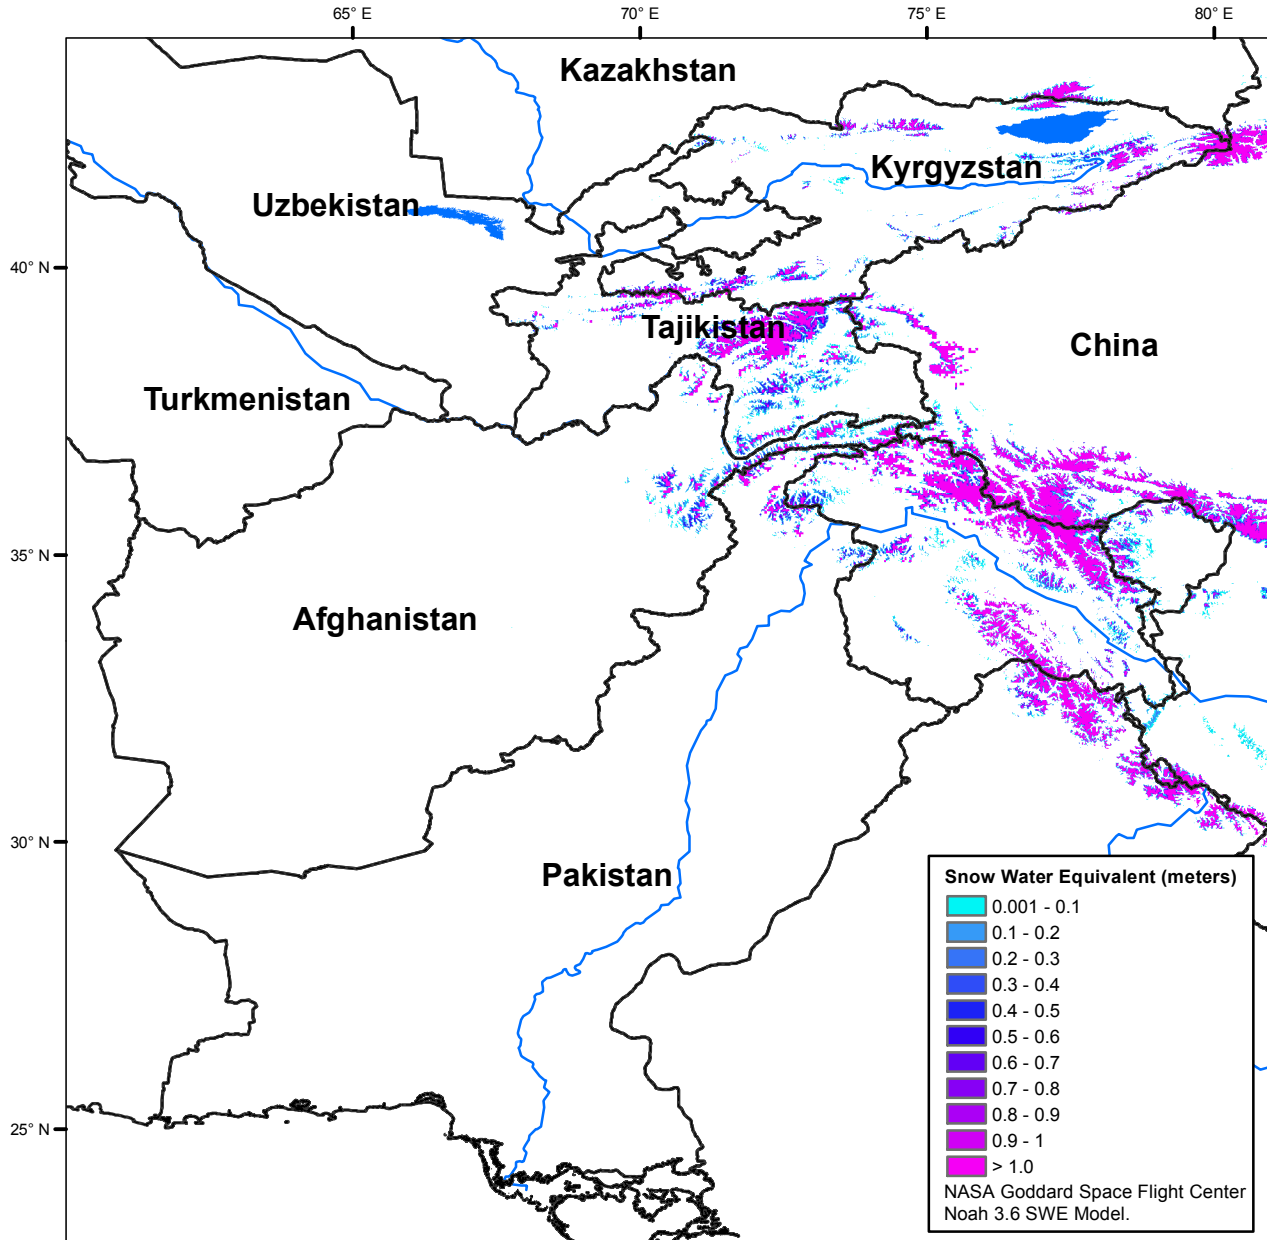 65° E
70° E
75° E
80° E
Kazakhstan
Kyrgyzstan
Uzbekistan
40° N
Tajikistan
China
Turkmenistan
35° N
Afghanistan
30° N
Pakistan
25° N
Snow Water Equivalent (meters)
0.001 - 0.1
0.1 - 0.2
0.2 - 0.3
0.3 - 0.4
0.4 - 0.5
0.5 - 0.6
0.6 - 0.7
0.7 - 0.8
0.8 - 0.9
0.9 - 1
> 1.0
NASA Goddard Space Flight Center
Noah 3.6 SWE Model.